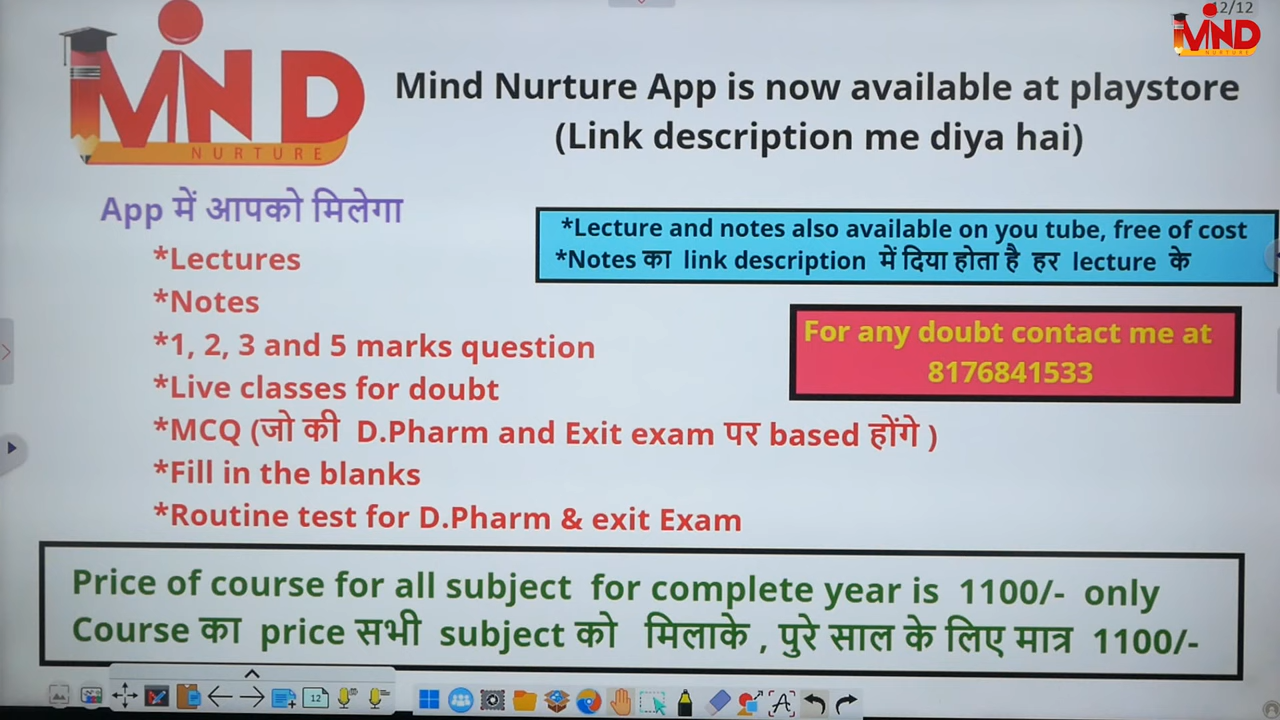 12/12
MIND
NURTURE
MIND
NURTURE
Mind Nurture App is now available at playstore
(Link description me diya hai)
App में आपको मिलेगा
*Lectures
*Notes
*1, 2, 3 and 5 marks question
*Live classes for doubt
*MCQ (जो की D.Pharm and Exit exam पर based होंगे )
*Fill in the blanks
*Routine test for D.Pharm & exit Exam
*Lecture and notes also available on you tube, free of cost
*Notes का link description में दिया होता है हर lecture के
For any doubt contact me at
8176841533
Price of course for all subject for complete year is 1100/- only
Course का price सभी subject को मिलाके , पुरे साल के लिए मात्र 1100/-
12